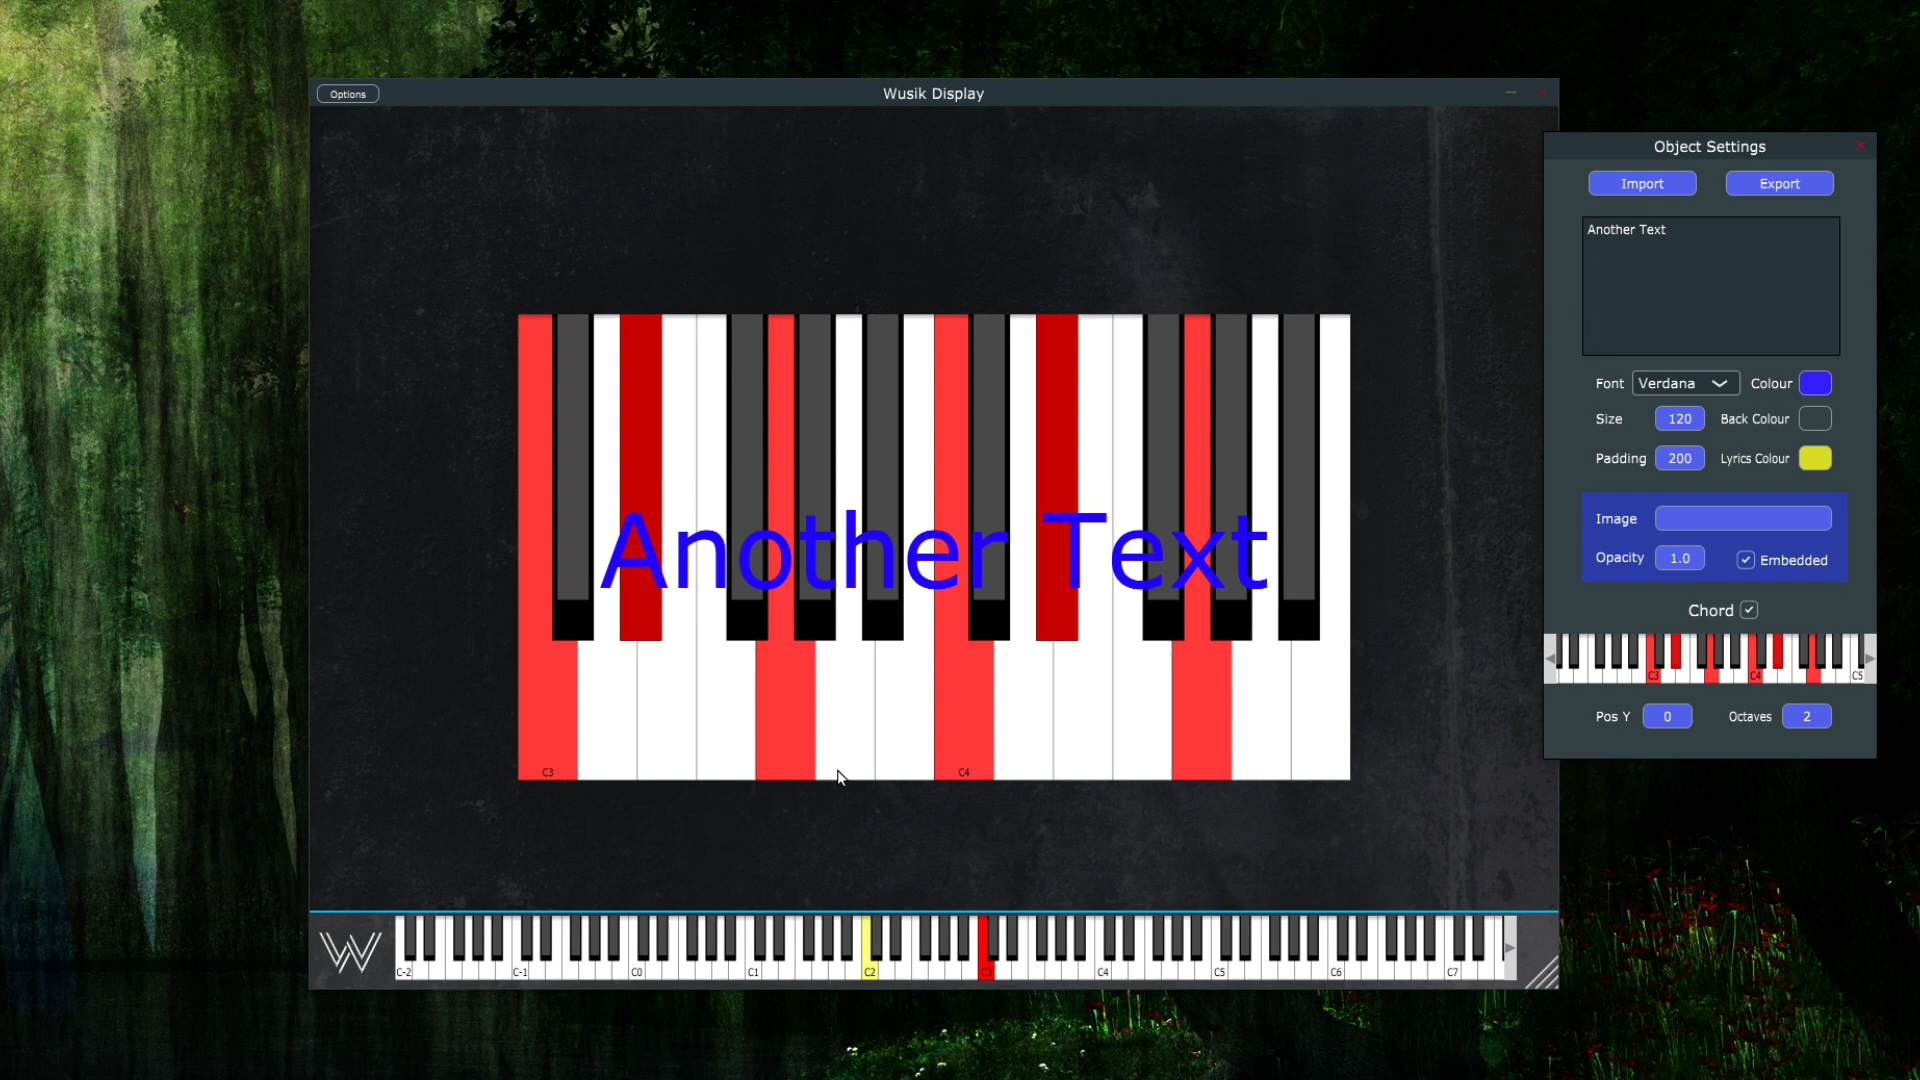 Options
Wusik Display
Object Settings
Import
Export
Another Text
Font Verdana Colour
Size 120 Back Colour
Padding 200 Lyrics Colour
Image
Opacity 1.0 Embedded
Chord
C3 C4 C5
Pos Y 0 Octaves 2
Another Text
C3 C4
C-2 C-1 C0 C1 C2 C3 C4 C5 C6 C7